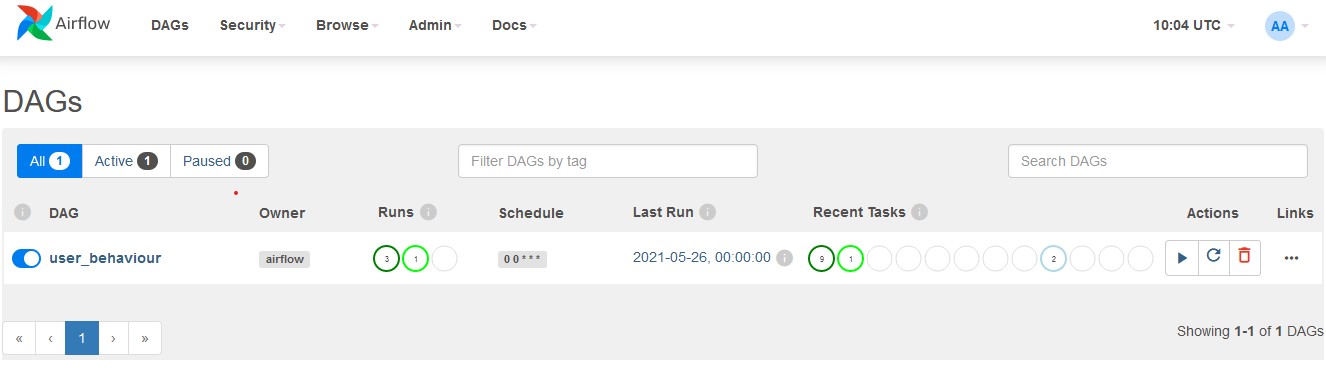 Airflow DAGs Security Browse Admin Docs 10:04 UTC AA
DAGs
All 1 Active 1 Paused 0 Filter DAGs by tag Search DAGs
i DAG Owner Runs i Schedule Last Run i Recent Tasks i Actions Links
user_behaviour airflow 3 1 0 0 * * * 2021-05-26, 00:00:00 i 9 1 2 ...
« ‹ 1 › » Showing 1-1 of 1 DAGs